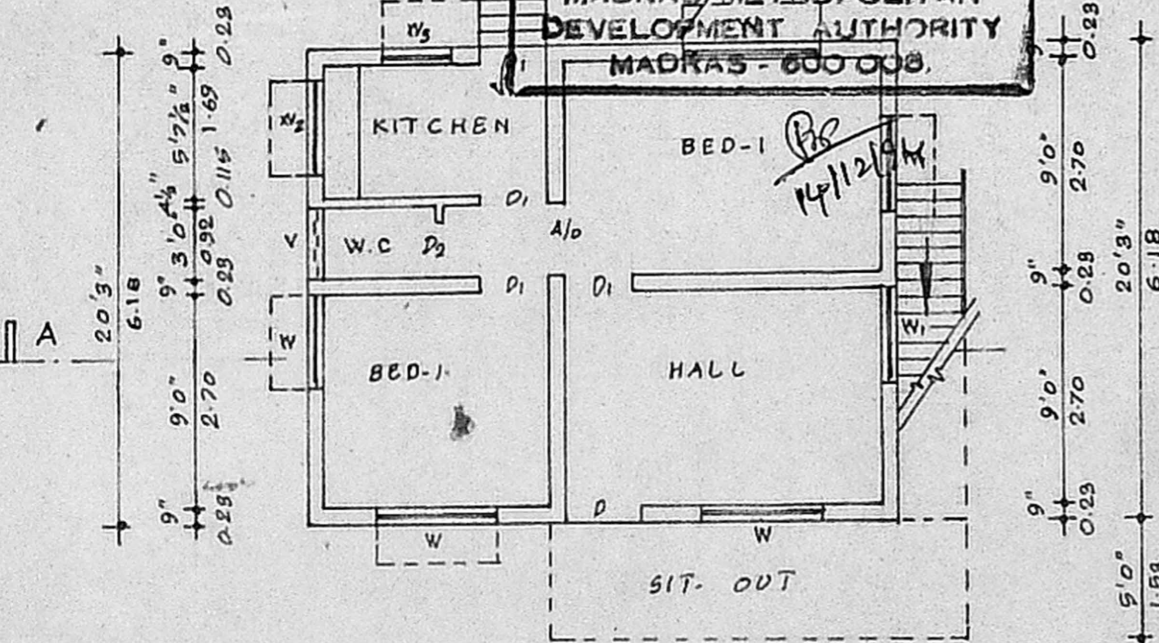 DEVELOPMENT AUTHORITY
MADRAS - 600 008.
W5
KITCHEN
W2
BED-1
14/12/
D1
V
W.C
D2
A/D
D1
D1
W
BED-1
HALL
W1
D
W
W
SIT-OUT
A
20'3"
6.18
9"
0.23
5'7½"
1.69
4½"
0.115
3'0"
0.92
9"
0.23
9'0"
2.70
9"
0.23
9"
0.23
9'0"
2.70
9"
0.23
9'0"
2.70
9"
0.23
20'3"
6.18
5'0"